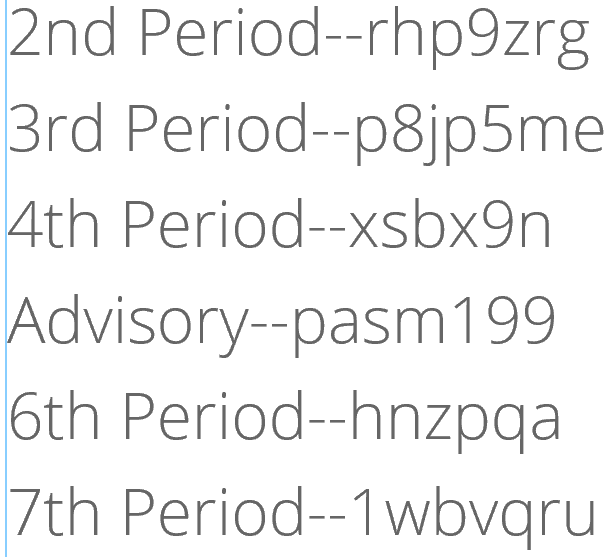 2nd Period--rhp9zrg
3rd Period--p8jp5me
4th Period--xsbx9n
Advisory--pasm199
6th Period--hnzpqa
7th Period--1wbvqru